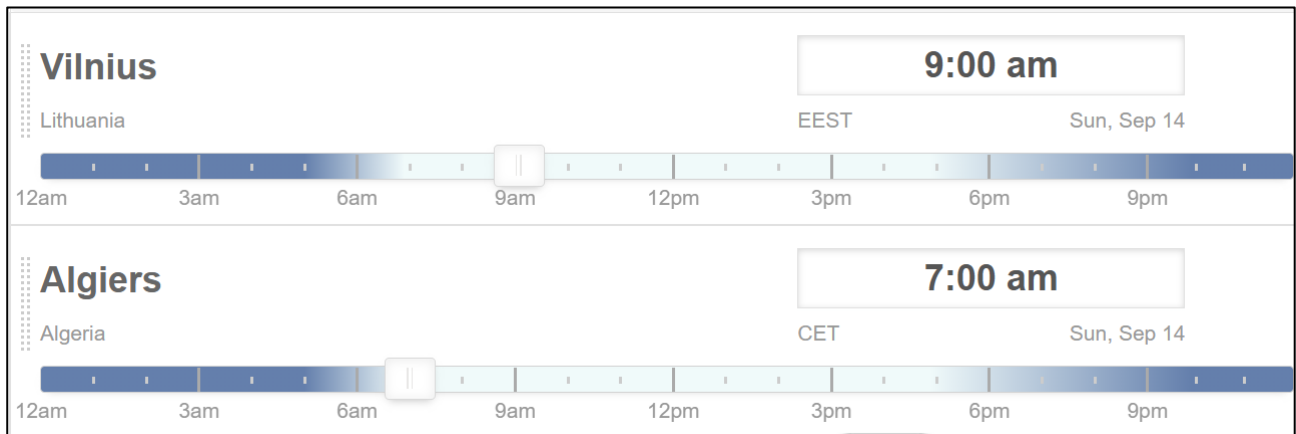 Vilnius
9:00 am
Lithuania
EEST
Sun, Sep 14
12am 3am 6am 9am 12pm 3pm 6pm 9pm
Algiers
7:00 am
Algeria
CET
Sun, Sep 14
12am 3am 6am 9am 12pm 3pm 6pm 9pm